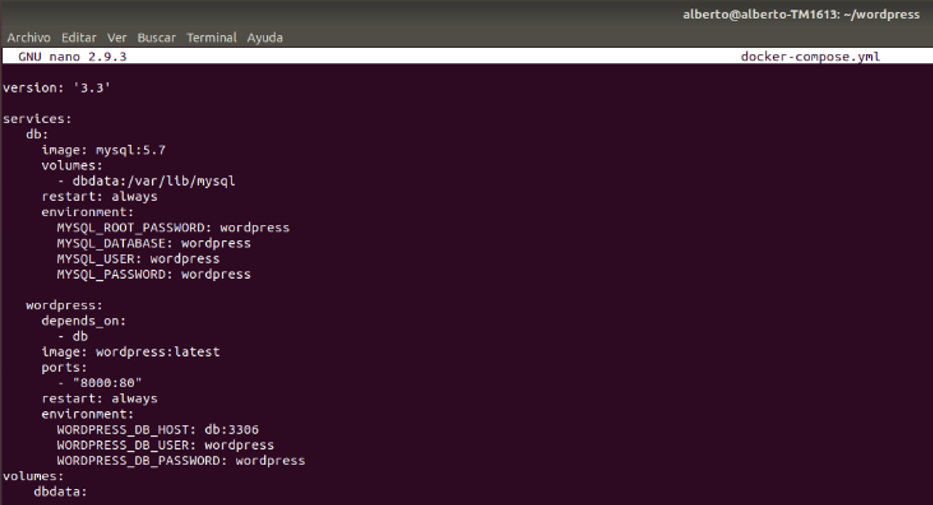 alberto@alberto-TM1613: ~/wordpress
Archivo Editar Ver Buscar Terminal Ayuda
GNU nano 2.9.3 docker-compose.yml
version: '3.3'
services:
db:
image: mysql:5.7
volumes:
- dbdata:/var/lib/mysql
restart: always
environment:
MYSQL_ROOT_PASSWORD: wordpress
MYSQL_DATABASE: wordpress
MYSQL_USER: wordpress
MYSQL_PASSWORD: wordpress
wordpress:
depends_on:
- db
image: wordpress:latest
ports:
- "8000:80"
restart: always
environment:
WORDPRESS_DB_HOST: db:3306
WORDPRESS_DB_USER: wordpress
WORDPRESS_DB_PASSWORD: wordpress
volumes:
dbdata: